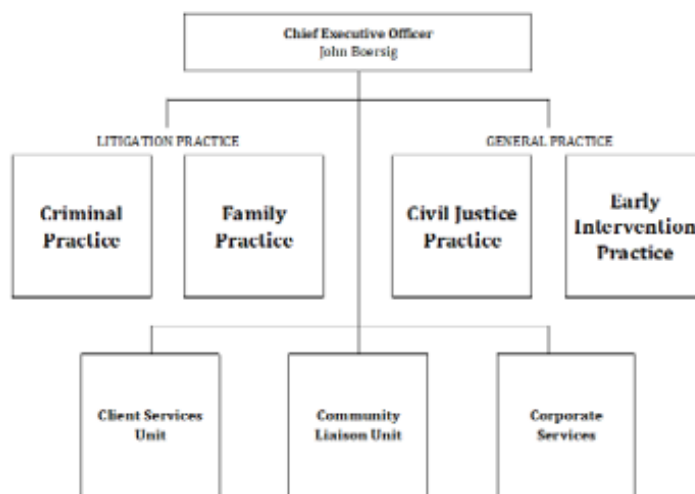 Chief Executive Officer
John Boersig
LITIGATION PRACTICE
GENERAL PRACTICE
Criminal
Practice
Family
Practice
Civil Justice
Practice
Early
Intervention
Practice
Client Services
Unit
Community
Liaison Unit
Corporate
Services